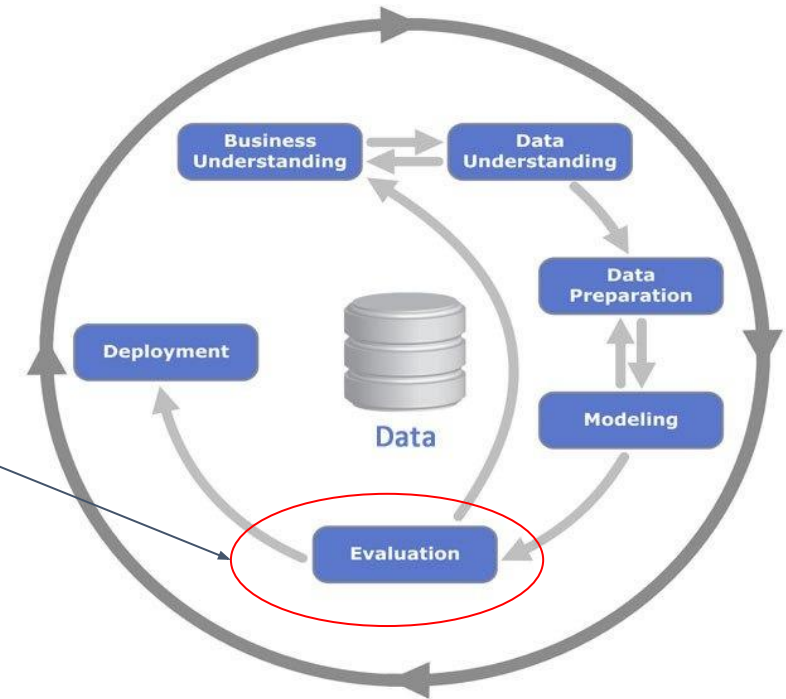 Business
Understanding
Data
Understanding
Data
Preparation
Deployment
Modeling
Data
Evaluation